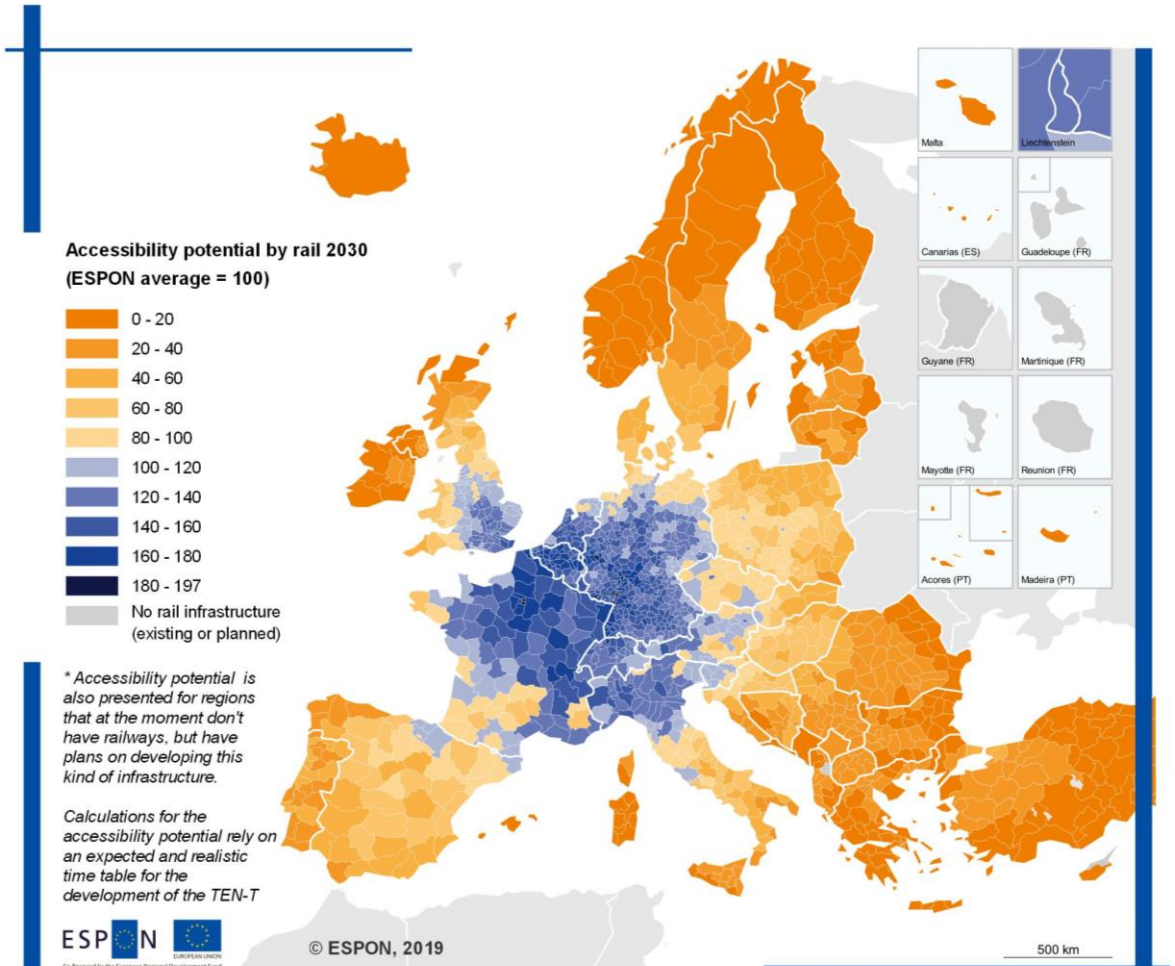 Accessibility potential by rail 2030
(ESPON average = 100)
0 - 20
20 - 40
40 - 60
60 - 80
80 - 100
100 - 120
120 - 140
140 - 160
160 - 180
180 - 197
No rail infrastructure
(existing or planned)
* Accessibility potential is
also presented for regions
that at the moment don't
have railways, but have
plans on developing this
kind of infrastructure.
Calculations for the
accessibility potential rely on
an expected and realistic
time table for the
development of the TEN-T
ESPON
EUROPEAN UNION
© ESPON, 2019
Malta
Liechtenstein
Canarias (ES)
Guadeloupe (FR)
Guyane (FR)
Martinique (FR)
Mayotte (FR)
Reunion (FR)
Acores (PT)
Madeira (PT)
500 km